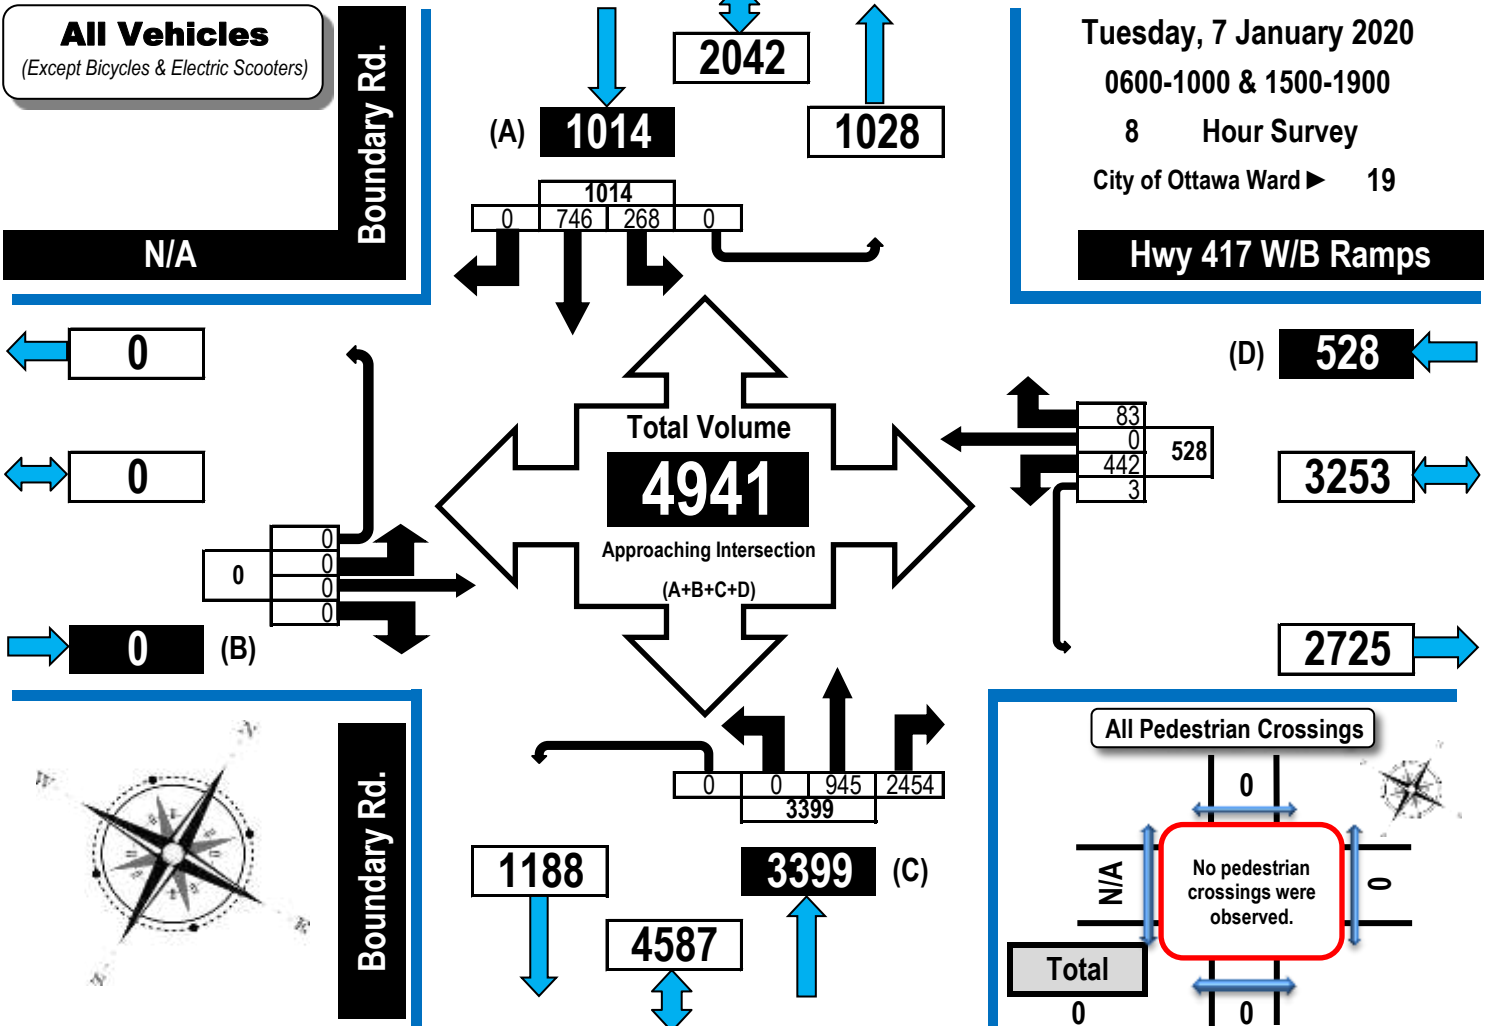 All Vehicles
(Except Bicycles & Electric Scooters)
Boundary Rd.
N/A
2042
(A) 1014
1028
1014
0 746 268 0
Tuesday, 7 January 2020
0600-1000 & 1500-1900
8 Hour Survey
City of Ottawa Ward ► 19
Hwy 417 W/B Ramps
0
0
0
0
0
0
0
0 (B)
Total Volume
4941
Approaching Intersection
(A+B+C+D)
(D) 528
83
0
442
3
528
3253
2725
0 0 945 2454
3399
1188
3399 (C)
4587
Boundary Rd.
N
W
E
S
All Pedestrian Crossings
0
N/A
No pedestrian
crossings were
observed.
0
Total
0
0